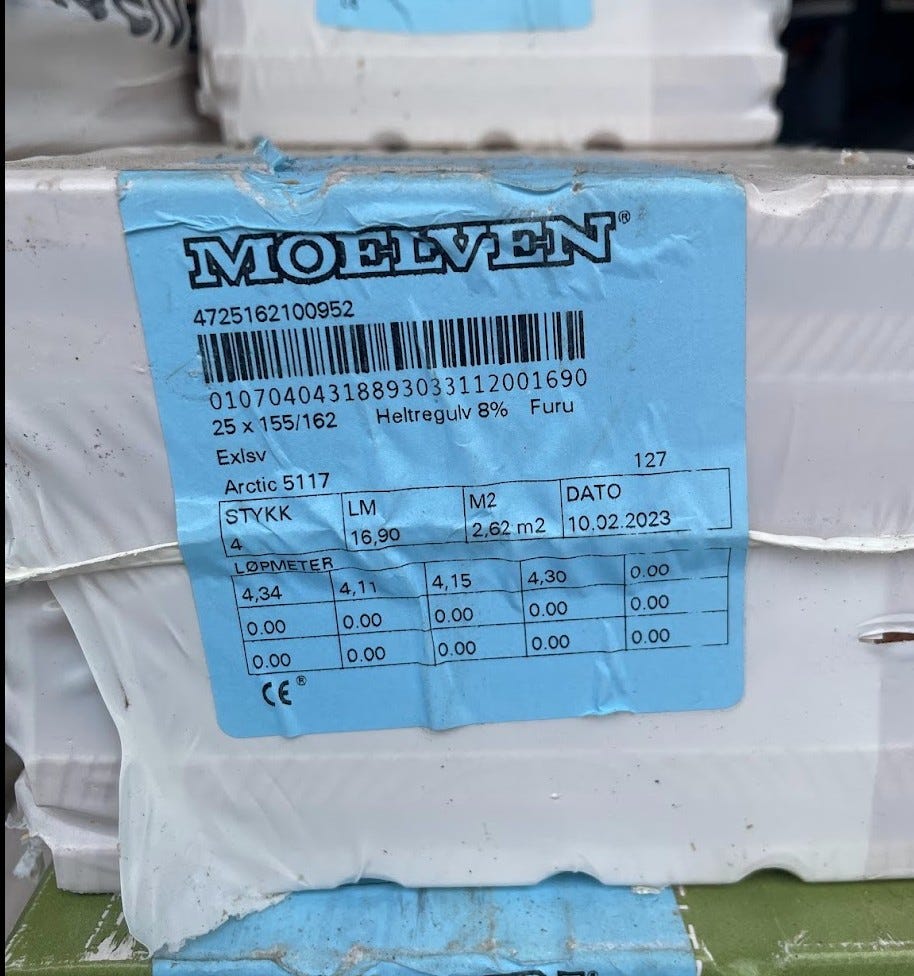 MOELVEN®
4725162100952
01070404318893033112001690
25 x 155/162 Heltregulv 8% Furu
Exlsv
Arctic 5117 127
STYKK LM M2 DATO
4 16,90 2,62 m2 10.02.2023
LØPMETER
4,34 4,11 4,15 4,30 0.00
0.00 0.00 0.00 0.00 0.00
0.00 0.00 0.00 0.00 0.00
CE®